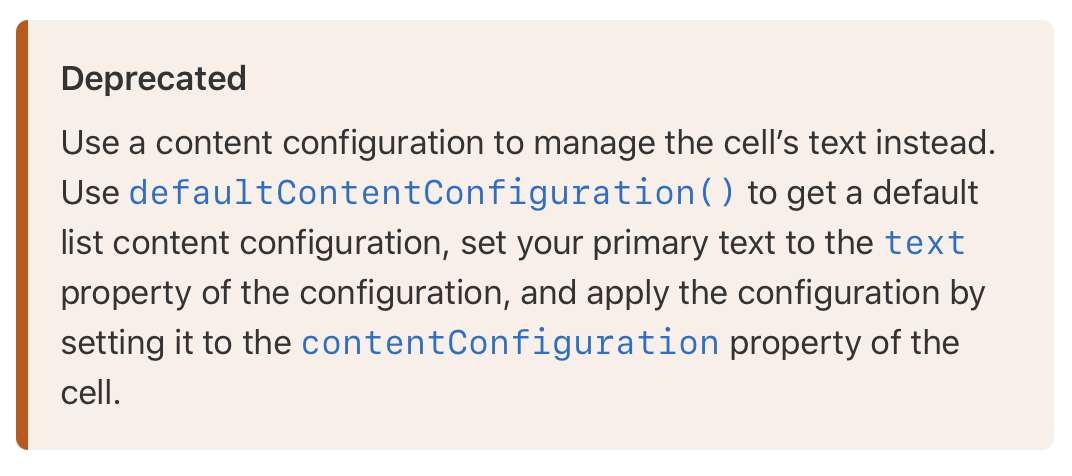 Deprecated
Use a content configuration to manage the cell’s text instead.
Use defaultContentConfiguration() to get a default
list content configuration, set your primary text to the text
property of the configuration, and apply the configuration by
setting it to the contentConfiguration property of the
cell.